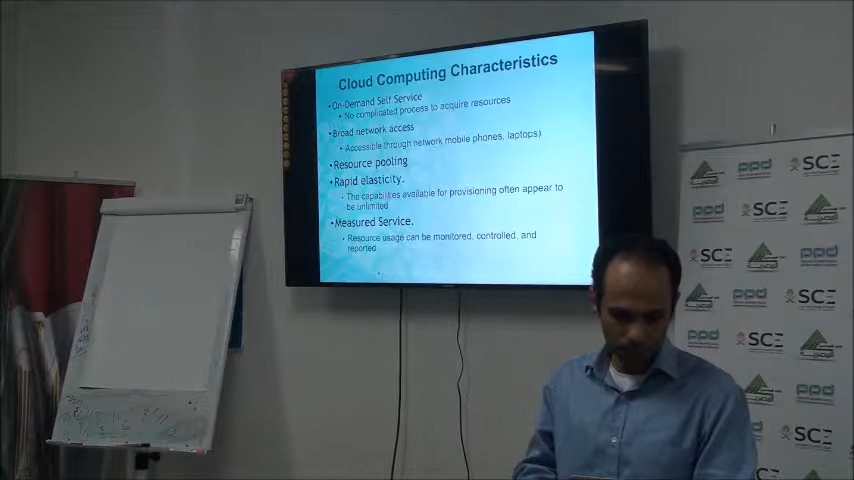 Cloud Computing Characteristics
•On-Demand Self Service
• No complicated process to acquire resources
•Broad network access
• Accessible through network mobile phones, laptops)
•Resource pooling
•Rapid elasticity.
• The capabilities available for provisioning often appear to
be unlimited
•Measured Service.
• Resource usage can be monitored, controlled, and
reported
ppd
SCE
ppd
SCE
SCE
ppd
ppd
SCE
ppd
SCE
ppd
SCE